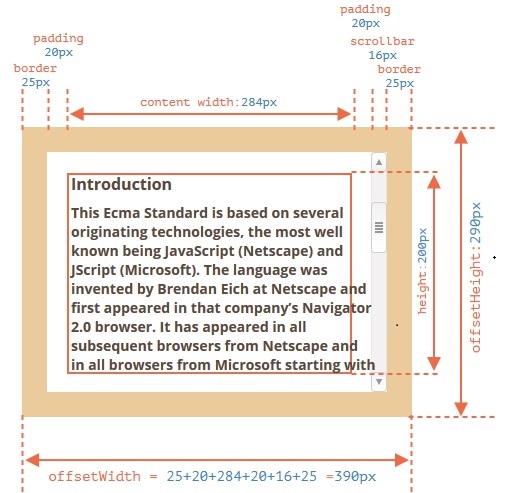 padding
20px
scrollbar
16px
border
25px
padding
20px
border
25px
content width:284px
Introduction
This Ecma Standard is based on several
originating technologies, the most well
known being JavaScript (Netscape) and
JScript (Microsoft). The language was
invented by Brendan Eich at Netscape and
first appeared in that company’s Navigator
2.0 browser. It has appeared in all
subsequent browsers from Netscape and
in all browsers from Microsoft starting with
height:200px
offsetHeight:290px
offsetWidth = 25+20+284+20+16+25 =390px